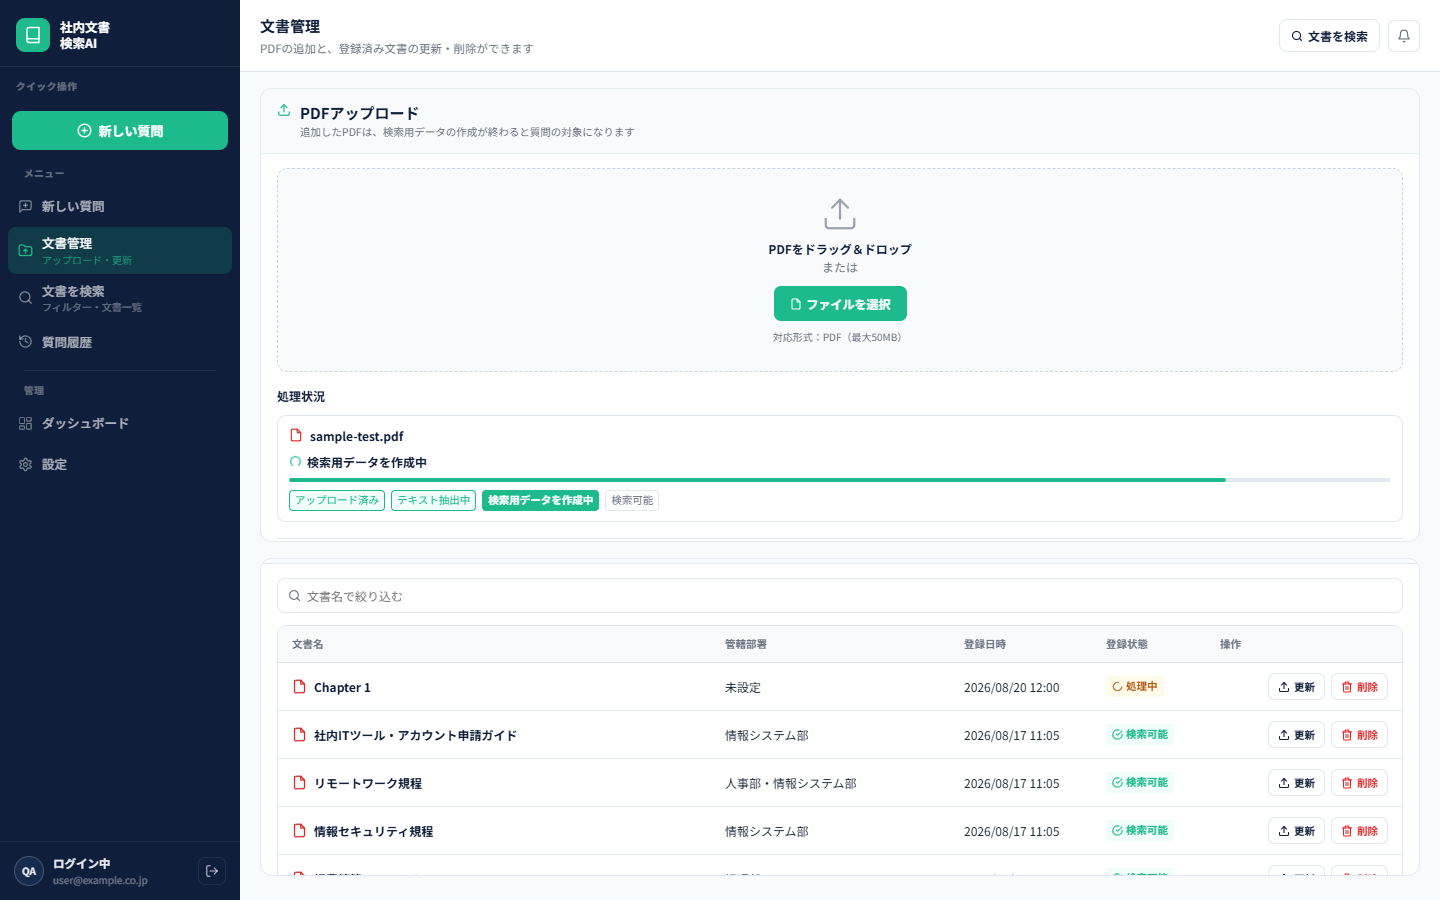 社内文書
検索AI
クイック操作
新しい質問
メニュー
新しい質問
文書管理
アップロード・更新
文書を検索
フィルター・文書一覧
質問履歴
管理
ダッシュボード
設定
QA
ログイン中
user@example.co.jp
文書管理
PDFの追加と、登録済み文書の更新・削除ができます
文書を検索
PDFアップロード
追加したPDFは、検索用データの作成が終わると質問の対象になります
PDFをドラッグ＆ドロップ
または
ファイルを選択
対応形式：PDF（最大50MB）
処理状況
sample-test.pdf
検索用データを作成中
アップロード済み テキスト抽出中 検索用データを作成中 検索可能
文書名で絞り込む
文書名 管轄部署 登録日時 登録状態 操作
Chapter 1 未設定 2026/08/20 12:00 処理中 更新 削除
社内ITツール・アカウント申請ガイド 情報システム部 2026/08/17 11:05 検索可能 更新 削除
リモートワーク規程 人事部・情報システム部 2026/08/17 11:05 検索可能 更新 削除
情報セキュリティ規程 情報システム部 2026/08/17 11:05 検索可能 更新 削除